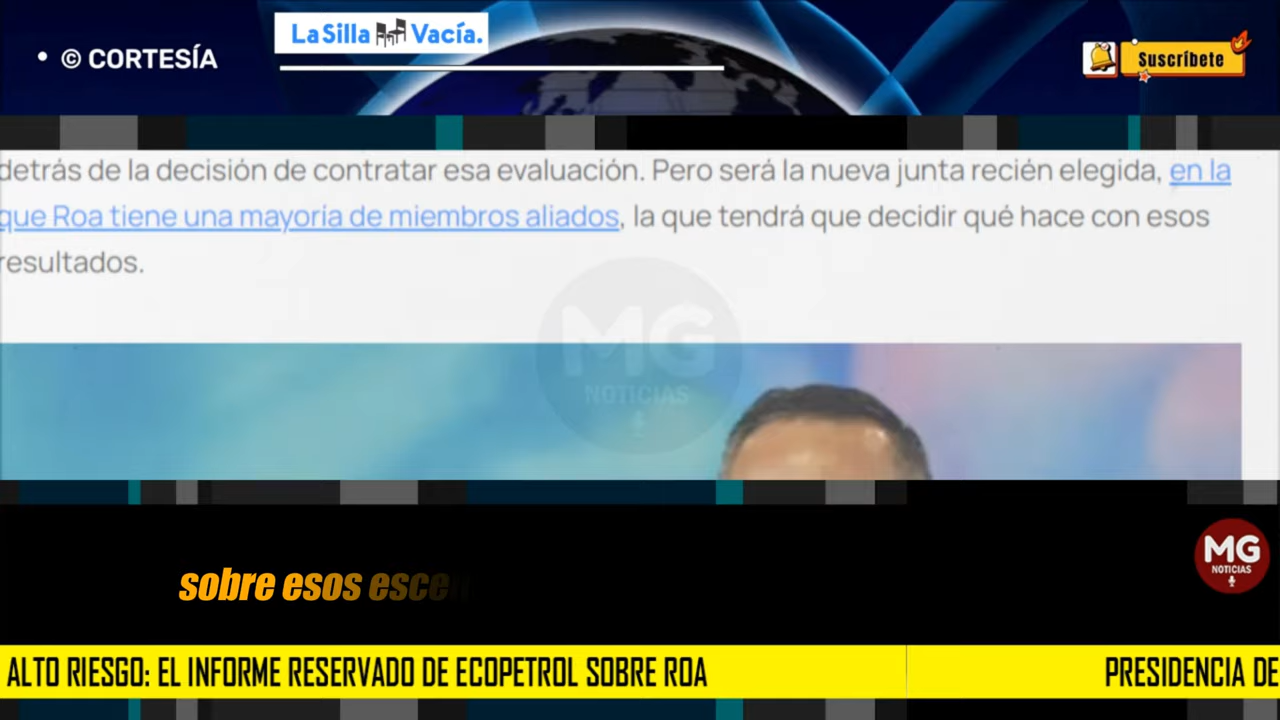 La Silla Vacía.
• © CORTESÍA
Suscríbete
detrás de la decisión de contratar esa evaluación. Pero será la nueva junta recién elegida, en la
que Roa tiene una mayoría de miembros aliados, la que tendrá que decidir qué hace con esos
resultados.
MG
NOTICIAS
MG
NOTICIAS
sobre esos escen
ALTO RIESGO: EL INFORME RESERVADO DE ECOPETROL SOBRE ROA
PRESIDENCIA DE